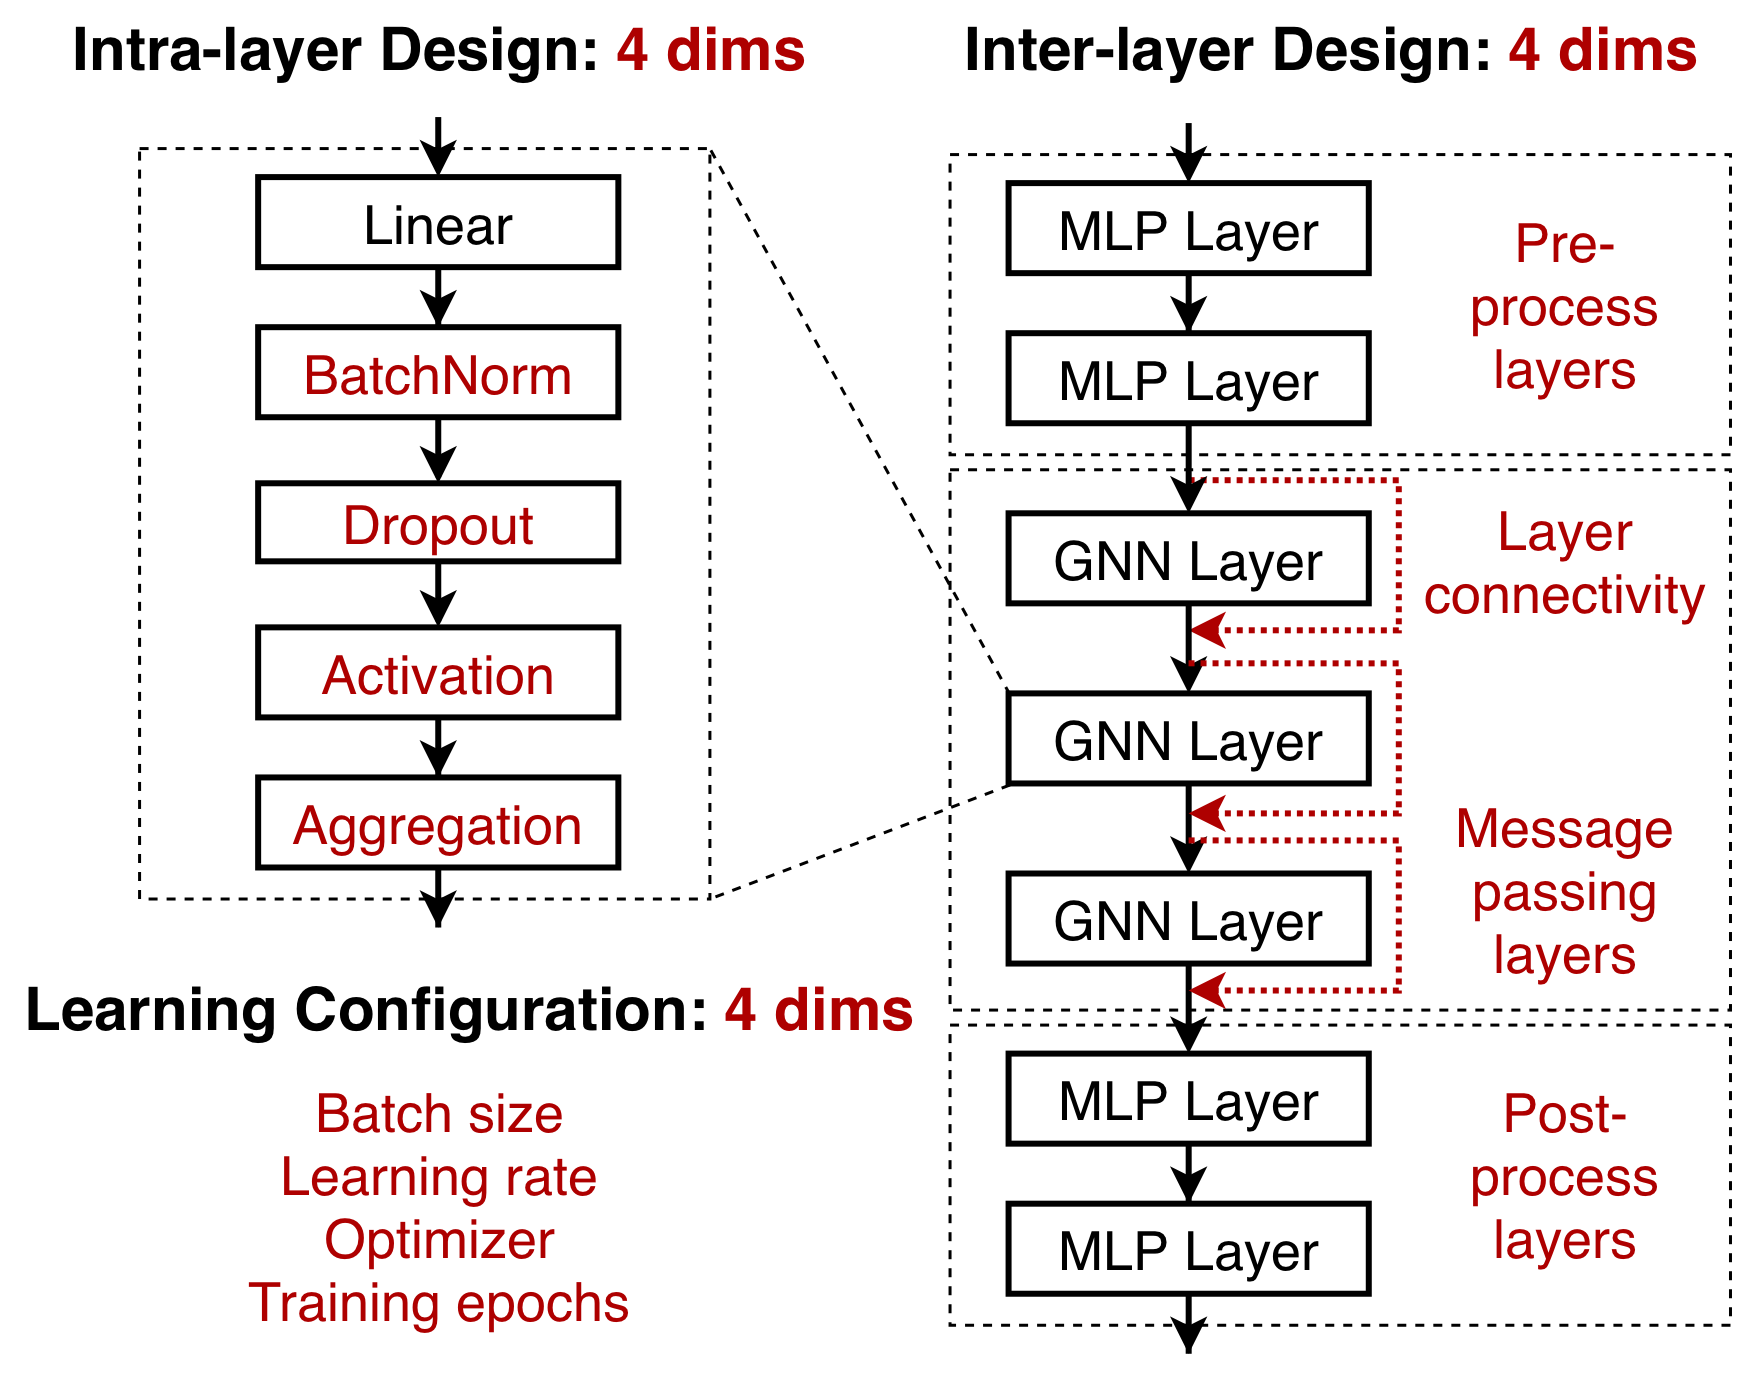 Intra-layer Design: 4 dims
Linear
BatchNorm
Dropout
Activation
Aggregation
Learning Configuration: 4 dims
Batch size
Learning rate
Optimizer
Training epochs
Inter-layer Design: 4 dims
MLP Layer
MLP Layer
Pre-
process
layers
GNN Layer
GNN Layer
GNN Layer
Layer
connectivity
Message
passing
layers
MLP Layer
MLP Layer
Post-
process
layers